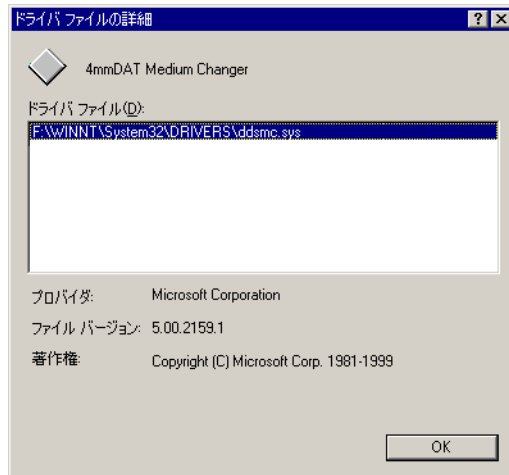 ドライバ ファイルの詳細
4mmDAT Medium Changer
ドライバ ファイル(D):
F:\WINNT\System32\DRIVERS\ddsmc.sys
プロバイダ: Microsoft Corporation
ファイル バージョン: 5.00.2159.1
著作権: Copyright (C) Microsoft Corp. 1981-1999
OK